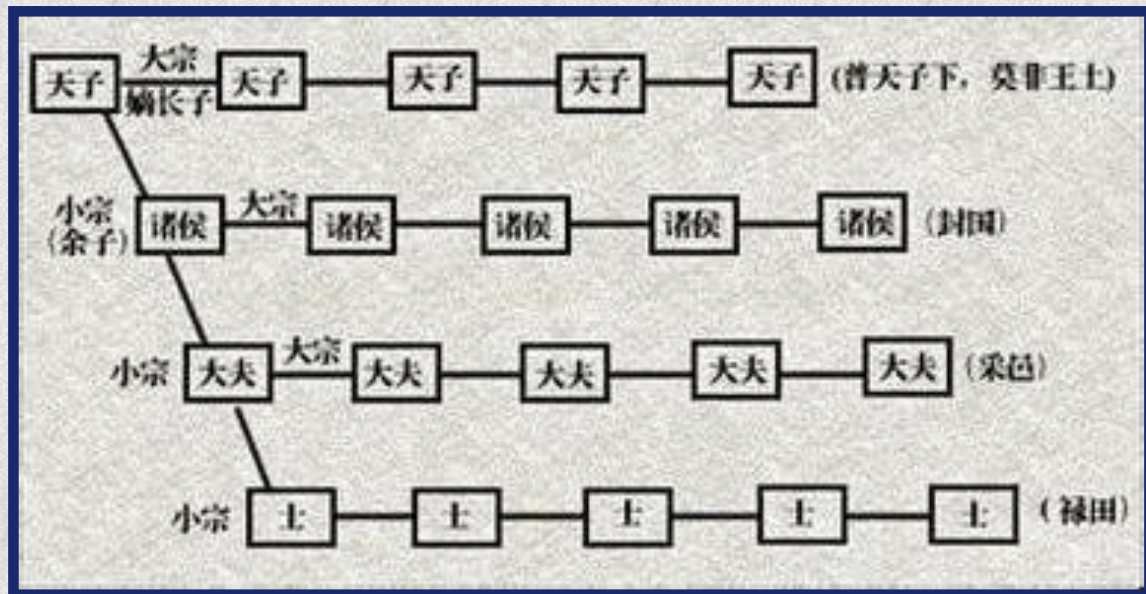 天子 大宗 嫡长子 天子 天子 天子 天子 (普天子下，莫非王土)
小宗 (余子) 诸侯 大宗 诸侯 诸侯 诸侯 诸侯 (封国)
小宗 大夫 大宗 大夫 大夫 大夫 大夫 (采邑)
小宗 士 士 士 士 士 (禄田)